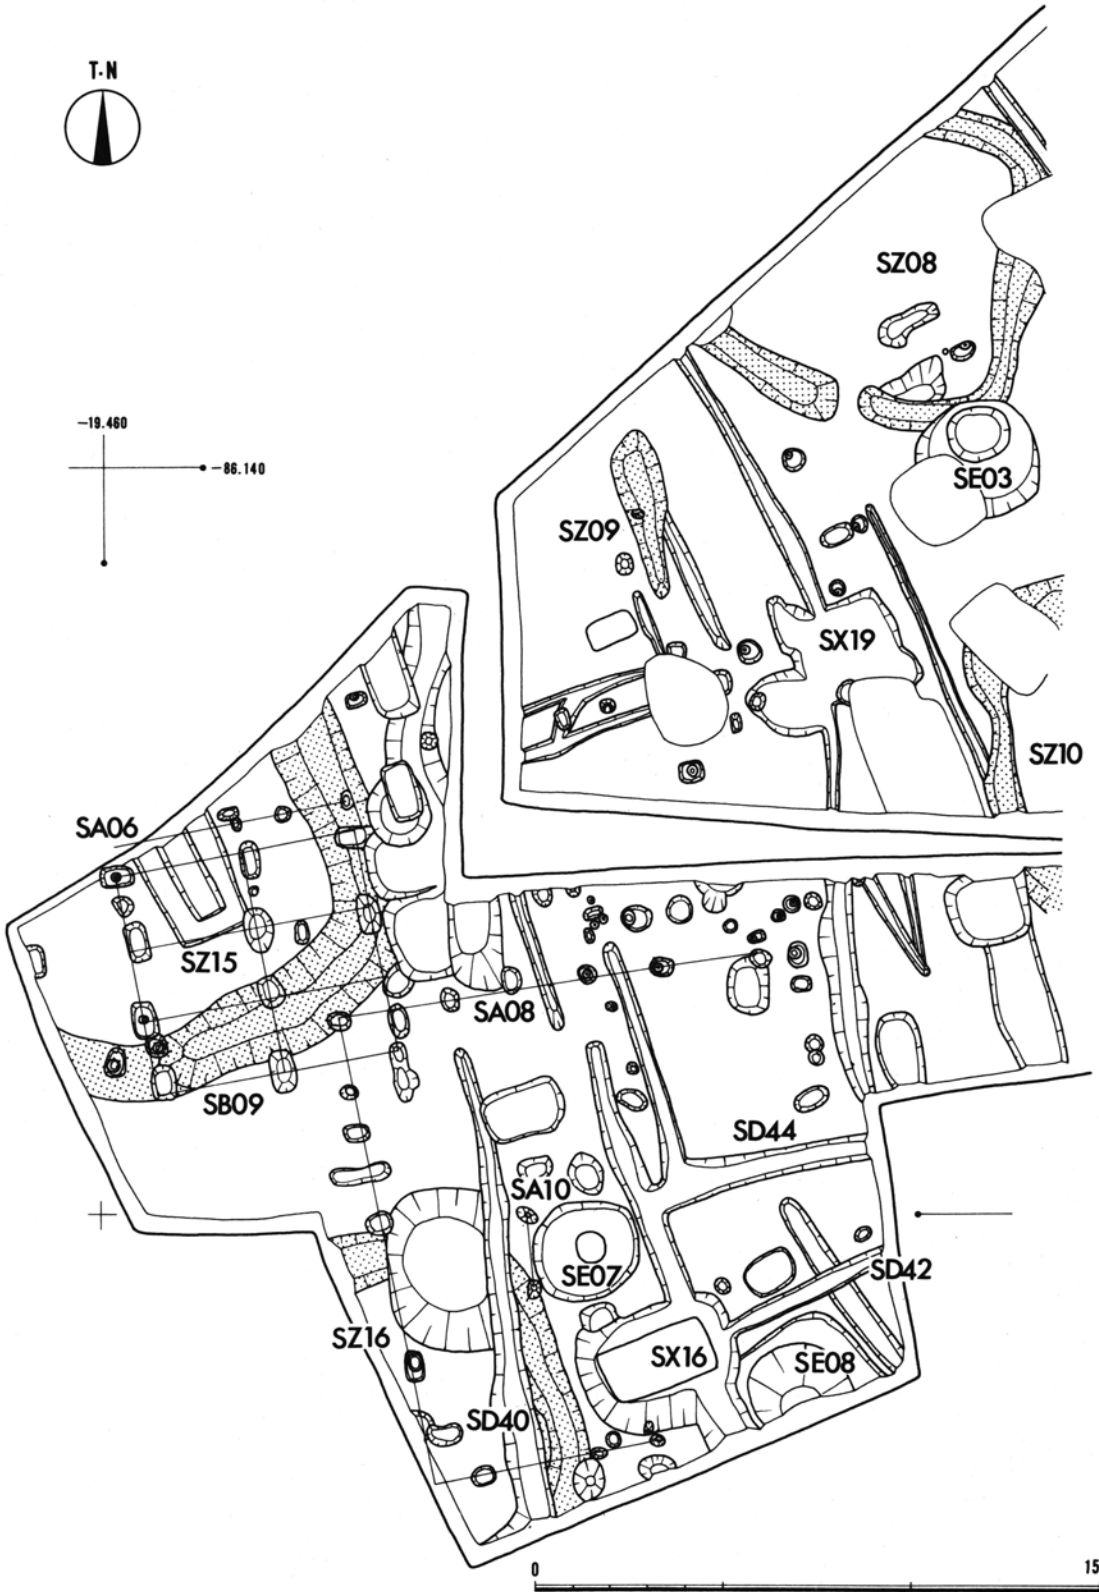 T·N
SZ08
−19.460
−86.140
SE03
SZ09
SX19
SZ10
SA06
SZ15
SA08
SB09
SD44
SA10
SE07
SD42
SZ16
SX16
SE08
SD40
0
15